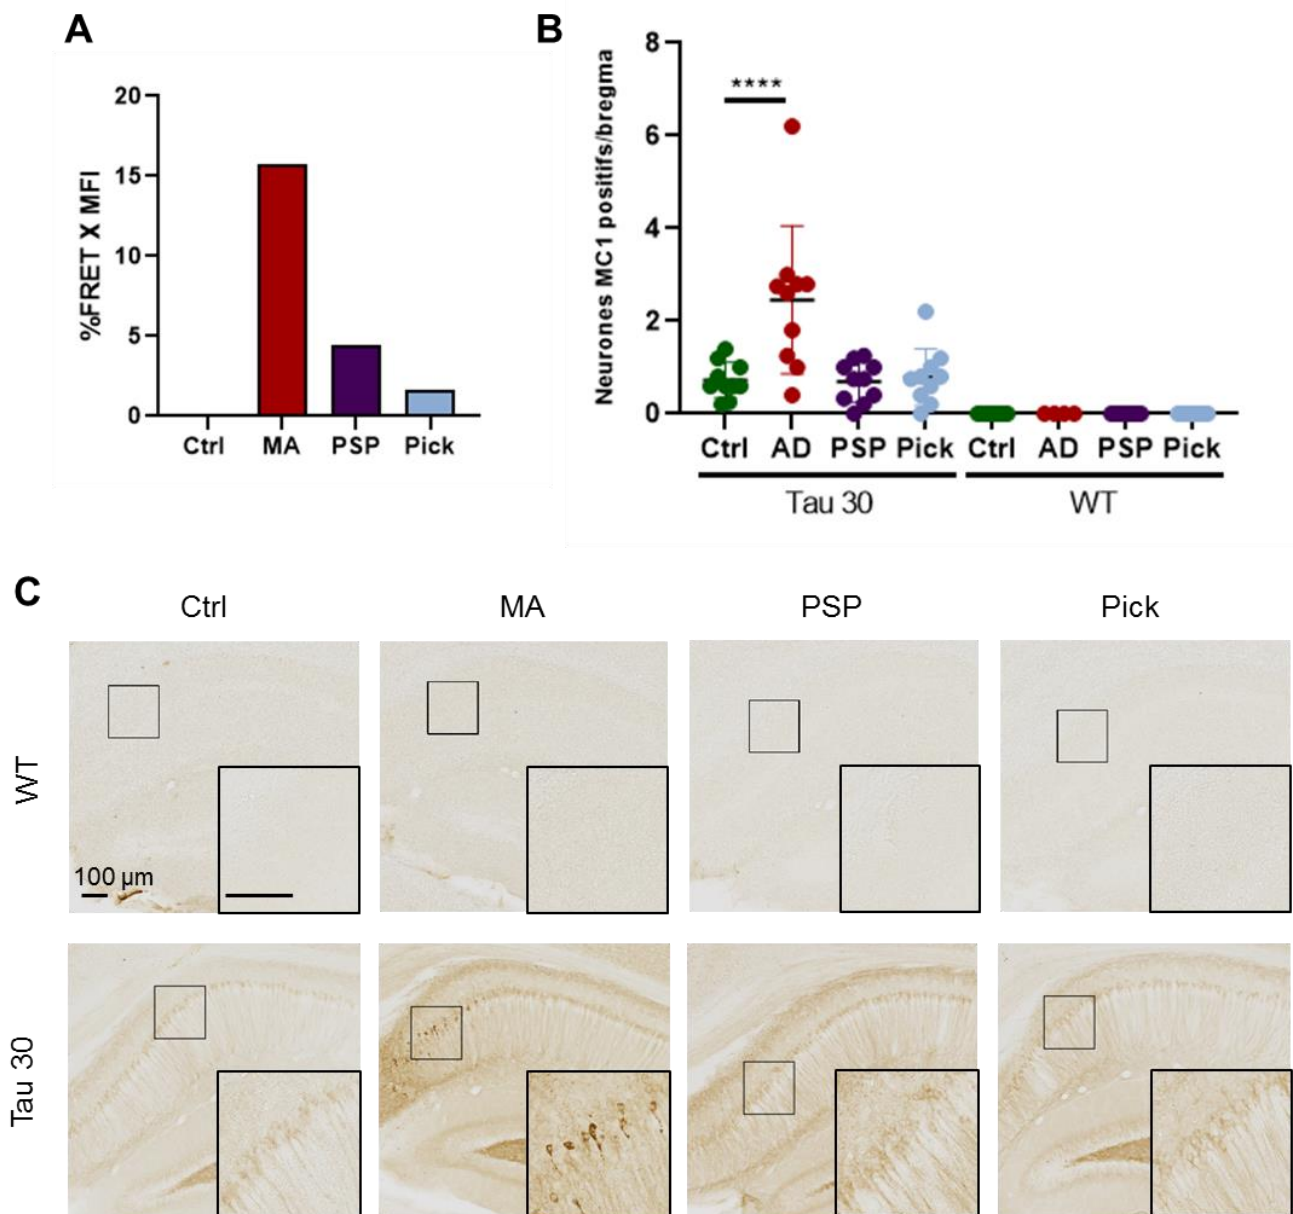 A
%FRET X MFI
20
15
10
5
0
Ctrl MA PSP Pick
B
Neurones MC1 positifs/bregma
8
6
4
2
0
****
Ctrl AD PSP Pick Ctrl AD PSP Pick
Tau 30 WT
C
Ctrl MA PSP Pick
WT
100 µm
Tau 30